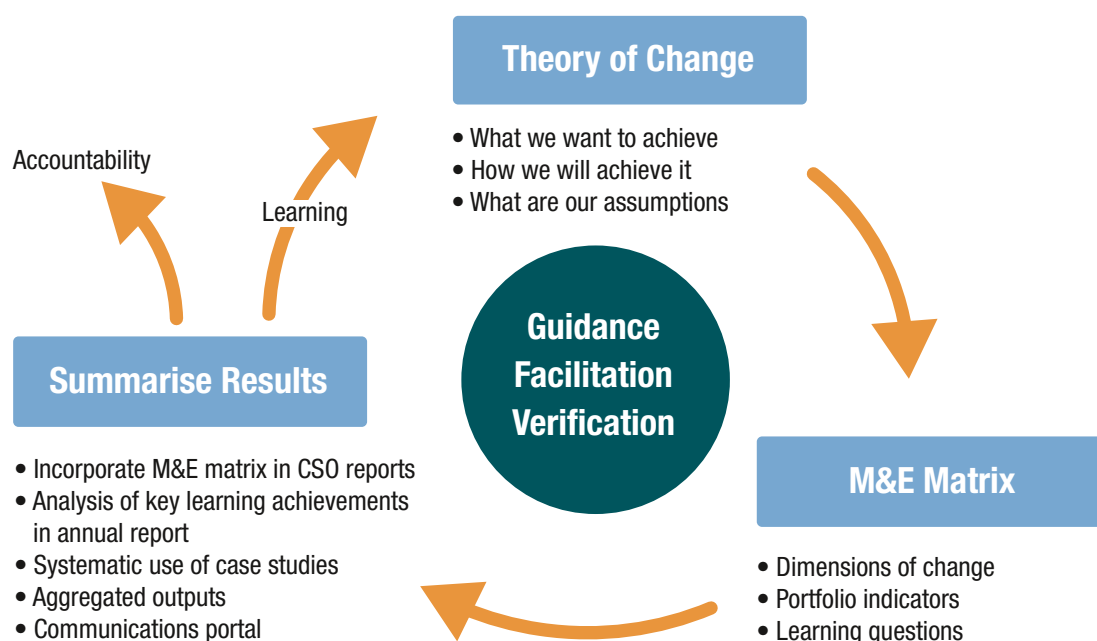 Theory of Change
• What we want to achieve
• How we will achieve it
• What are our assumptions
Accountability
Learning
Guidance
Facilitation
Verification
Summarise Results
• Incorporate M&E matrix in CSO reports
• Analysis of key learning achievements
in annual report
• Systematic use of case studies
• Aggregated outputs
• Communications portal
M&E Matrix
• Dimensions of change
• Portfolio indicators
• Learning questions